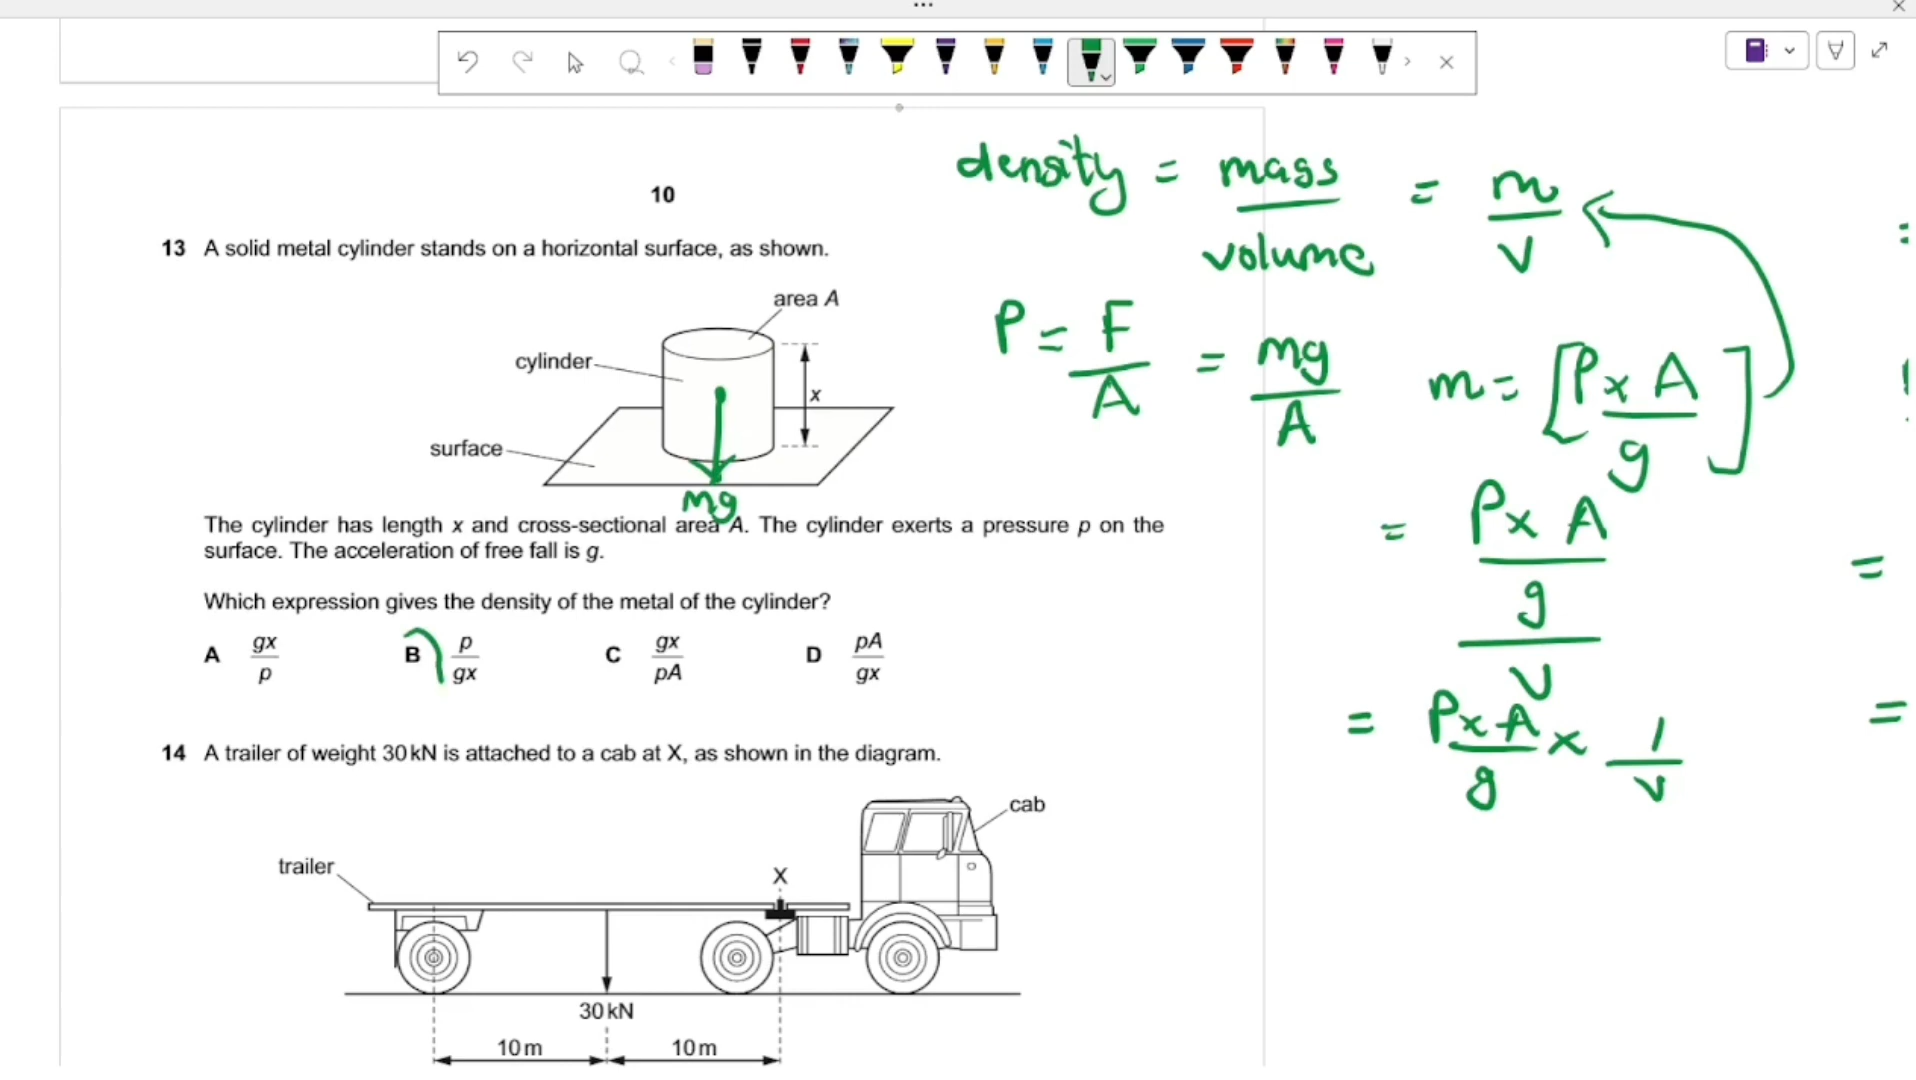 10
13 A solid metal cylinder stands on a horizontal surface, as shown.
area A
cylinder
x
surface
mg
The cylinder has length x and cross-sectional area A. The cylinder exerts a pressure p on the
surface. The acceleration of free fall is g.
Which expression gives the density of the metal of the cylinder?
A gx/p B p/gx C gx/pA D pA/gx
14 A trailer of weight 30 kN is attached to a cab at X, as shown in the diagram.
cab
trailer
X
30 kN
10 m 10 m
density = mass/volume = m/v
P = F/A = mg/A m = [P x A/g]
= P x A/g/v
= P x A/g x 1/v
=
=
=